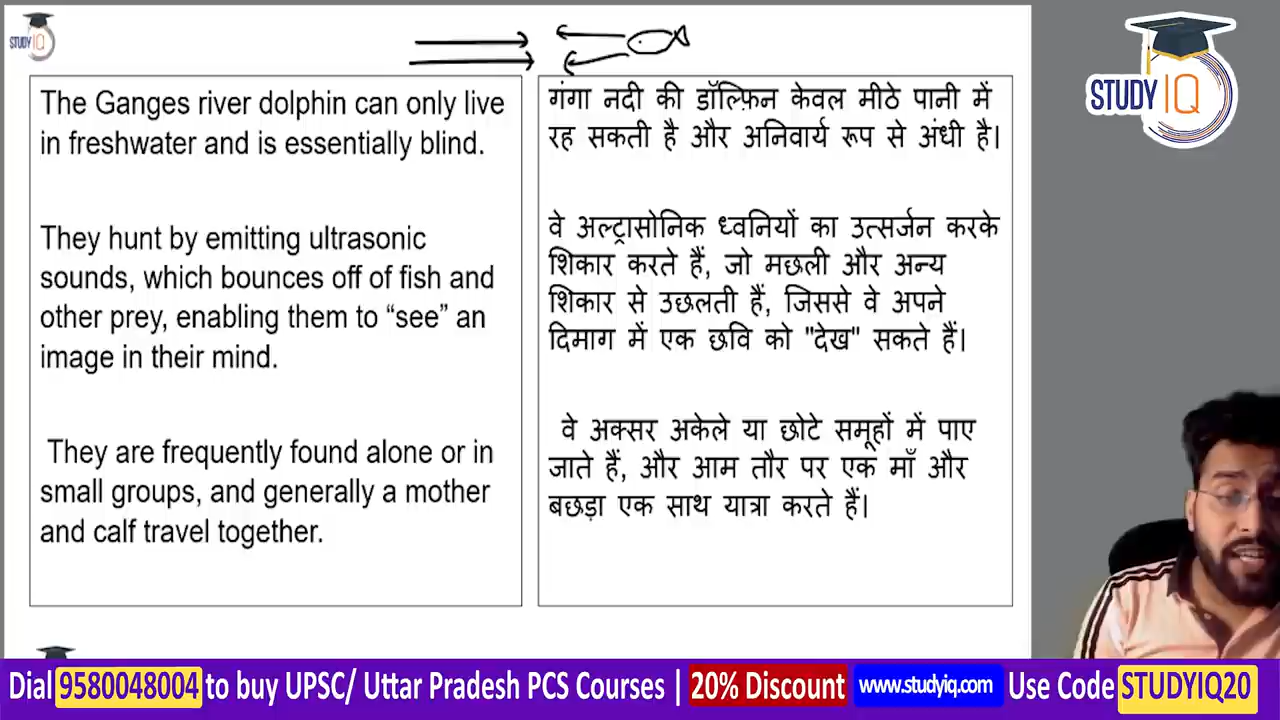 STUDY IQ
The Ganges river dolphin can only live
in freshwater and is essentially blind.
They hunt by emitting ultrasonic
sounds, which bounces off of fish and
other prey, enabling them to “see” an
image in their mind.
They are frequently found alone or in
small groups, and generally a mother
and calf travel together.
गंगा नदी की डॉल्फ़िन केवल मीठे पानी में
रह सकती है और अनिवार्य रूप से अंधी है।
वे अल्ट्रासोनिक ध्वनियों का उत्सर्जन करके
शिकार करते हैं, जो मछली और अन्य
शिकार से उछलती हैं, जिससे वे अपने
दिमाग में एक छवि को "देख" सकते हैं।
वे अक्सर अकेले या छोटे समूहों में पाए
जाते हैं, और आम तौर पर एक माँ और
बछड़ा एक साथ यात्रा करते हैं।
STUDY IQ
Dial 9580048004 to buy UPSC/ Uttar Pradesh PCS Courses | 20% Discount www.studyiq.com Use Code STUDYIQ20